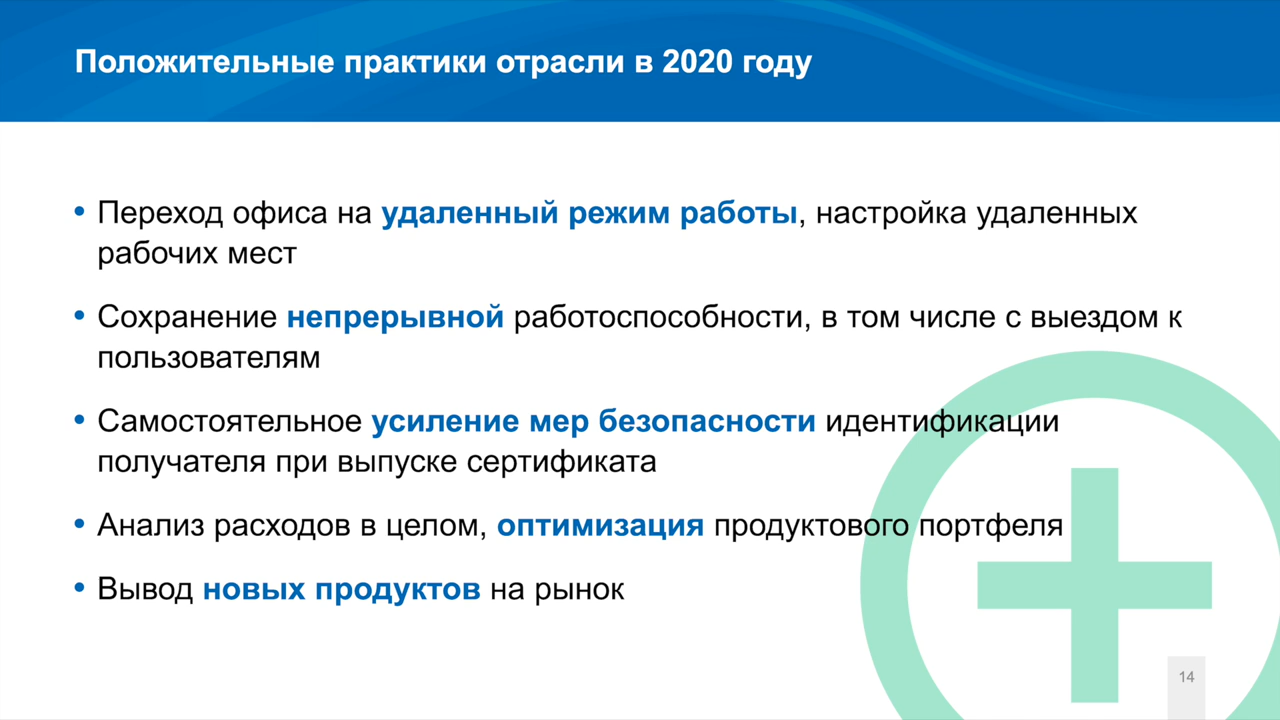 Положительные практики отрасли в 2020 году
• Переход офиса на удаленный режим работы, настройка удаленных
рабочих мест
• Сохранение непрерывной работоспособности, в том числе с выездом к
пользователям
• Самостоятельное усиление мер безопасности идентификации
получателя при выпуске сертификата
• Анализ расходов в целом, оптимизация продуктового портфеля
• Вывод новых продуктов на рынок
14